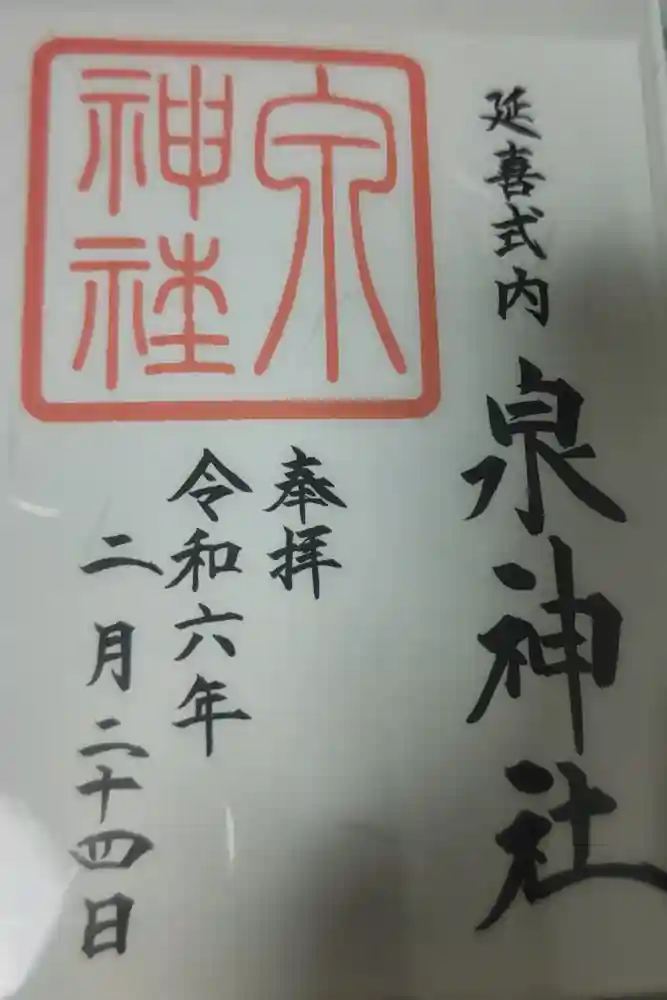 延喜式内
泉神社
泉
神社
奉拝
令和六年
二月二十四日